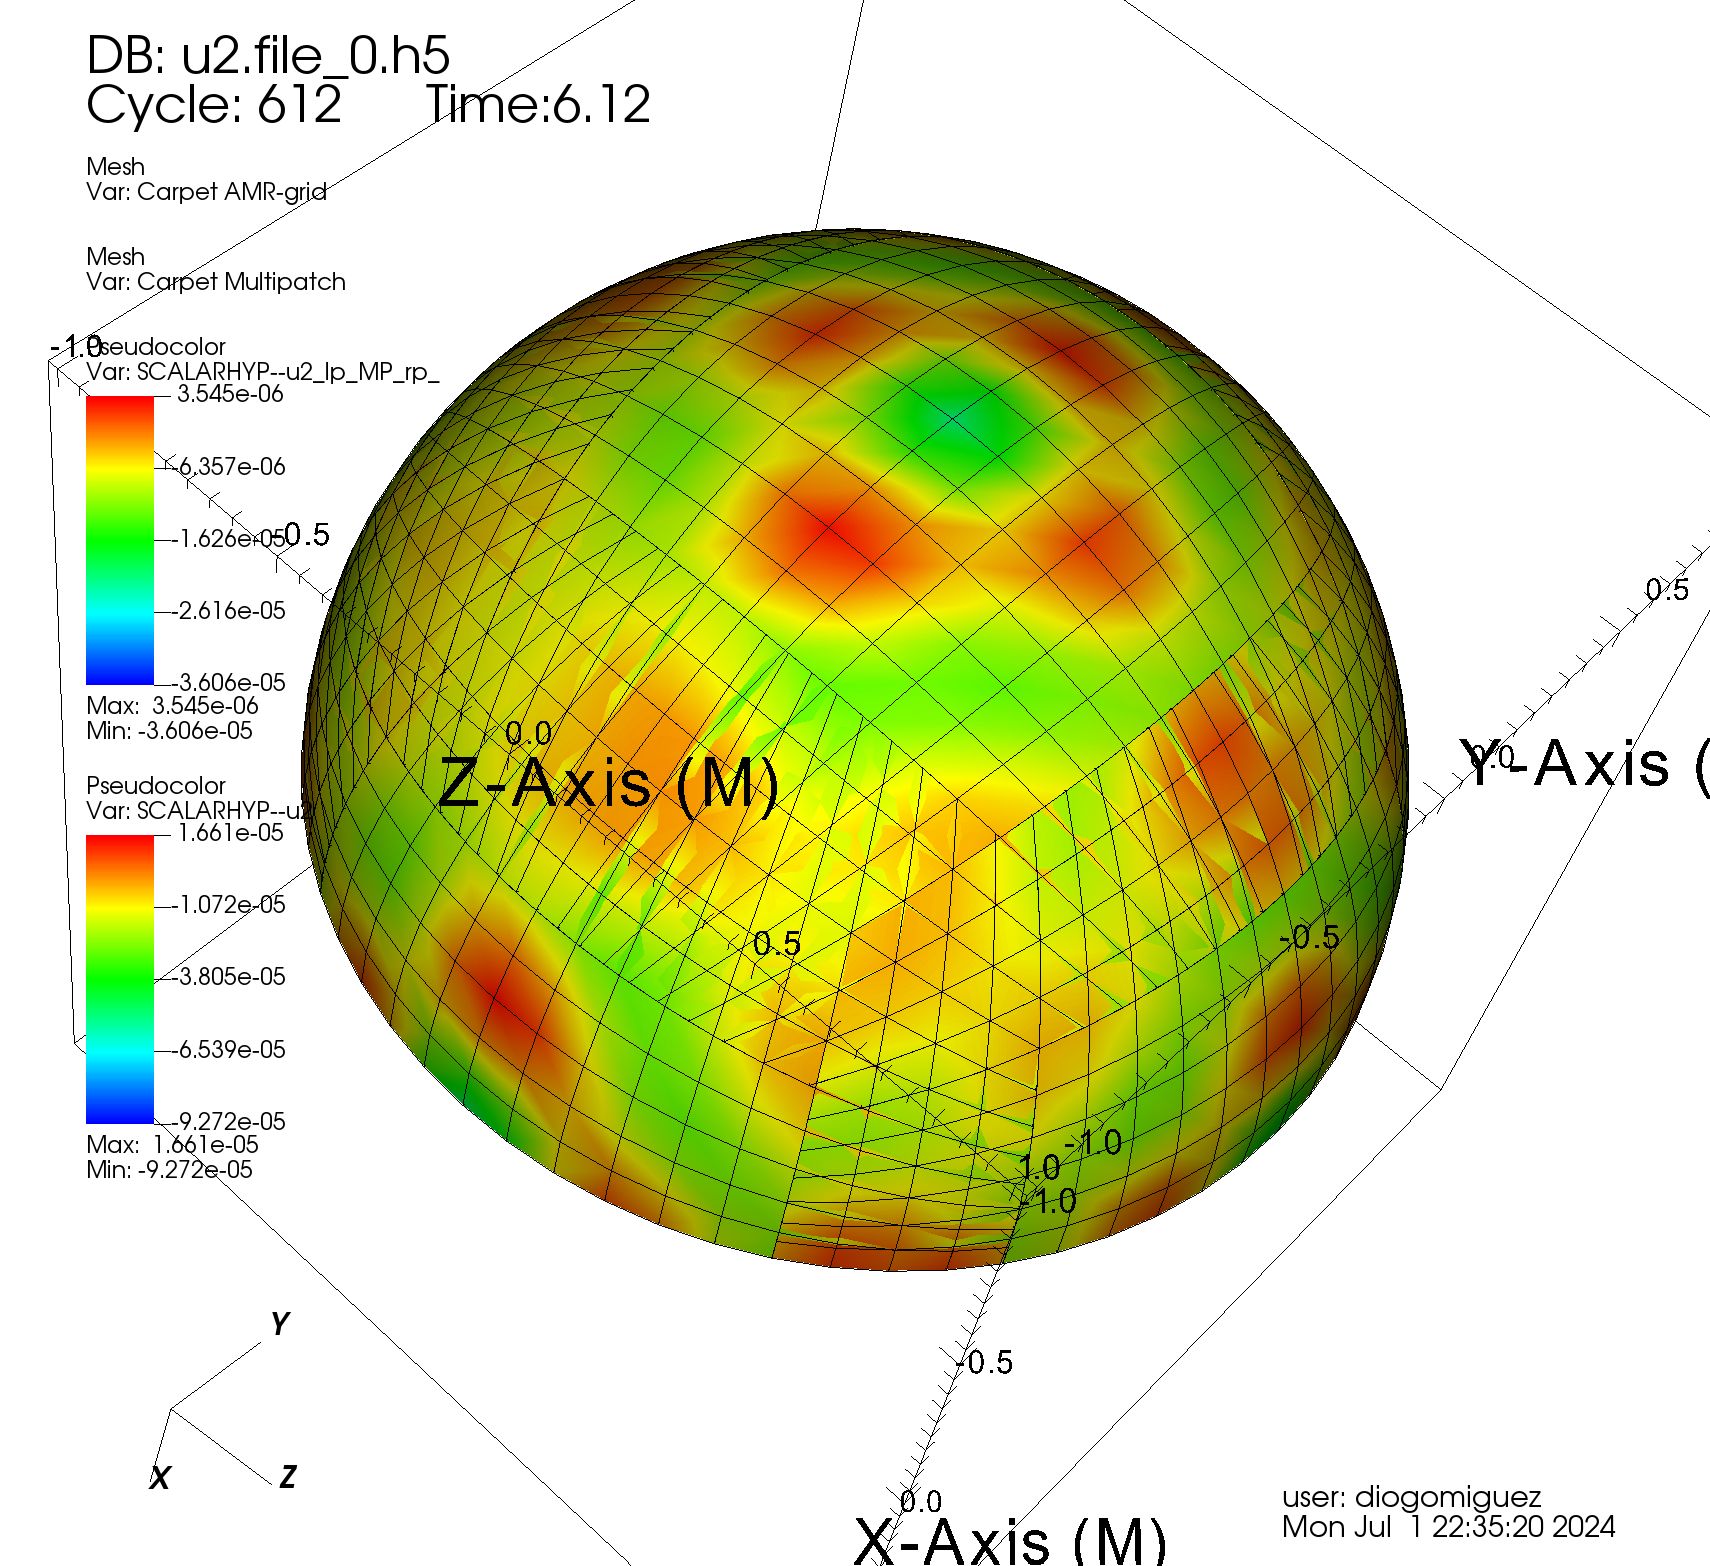 DB: u2.file_0.h5
Cycle: 612 Time:6.12
Mesh
Var: Carpet AMR-grid
Mesh
Var: Carpet Multipatch
-1.0
Pseudocolor
Var: SCALARHYP--u2_lp_MP_rp_
3.545e-06
-6.357e-06
-1.626e-05
-0.5
-2.616e-05
-3.606e-05
Max: 3.545e-06
Min: -3.606e-05
Pseudocolor
Var: SCALARHYP--u2
1.661e-05
-1.072e-05
-3.805e-05
-6.539e-05
-9.272e-05
Max: 1.661e-05
Min: -9.272e-05
0.5
0.0
Z-Axis (M)
0.0
Y-Axis (
0.5
-0.5
-1.0
1.0
-1.0
-0.5
0.0
X-Axis (M)
Y
X
Z
user: diogomiguez
Mon Jul 1 22:35:20 2024